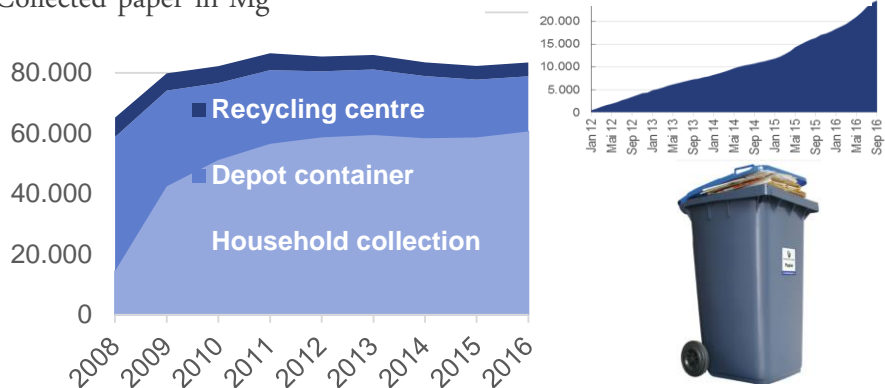 Collected paper in Mg
80.000
60.000
40.000
20.000
0
Recycling centre
Depot container
Household collection
2008 2009 2010 2011 2012 2013 2014 2015 2016
20.000
15.000
10.000
5.000
0
Jan 12 Mai 12 Sep 12 Jan 13 Mai 13 Sep 13 Jan 14 Mai 14 Sep 14 Jan 15 Mai 15 Sep 15 Jan 16 Mai 16 Sep 16